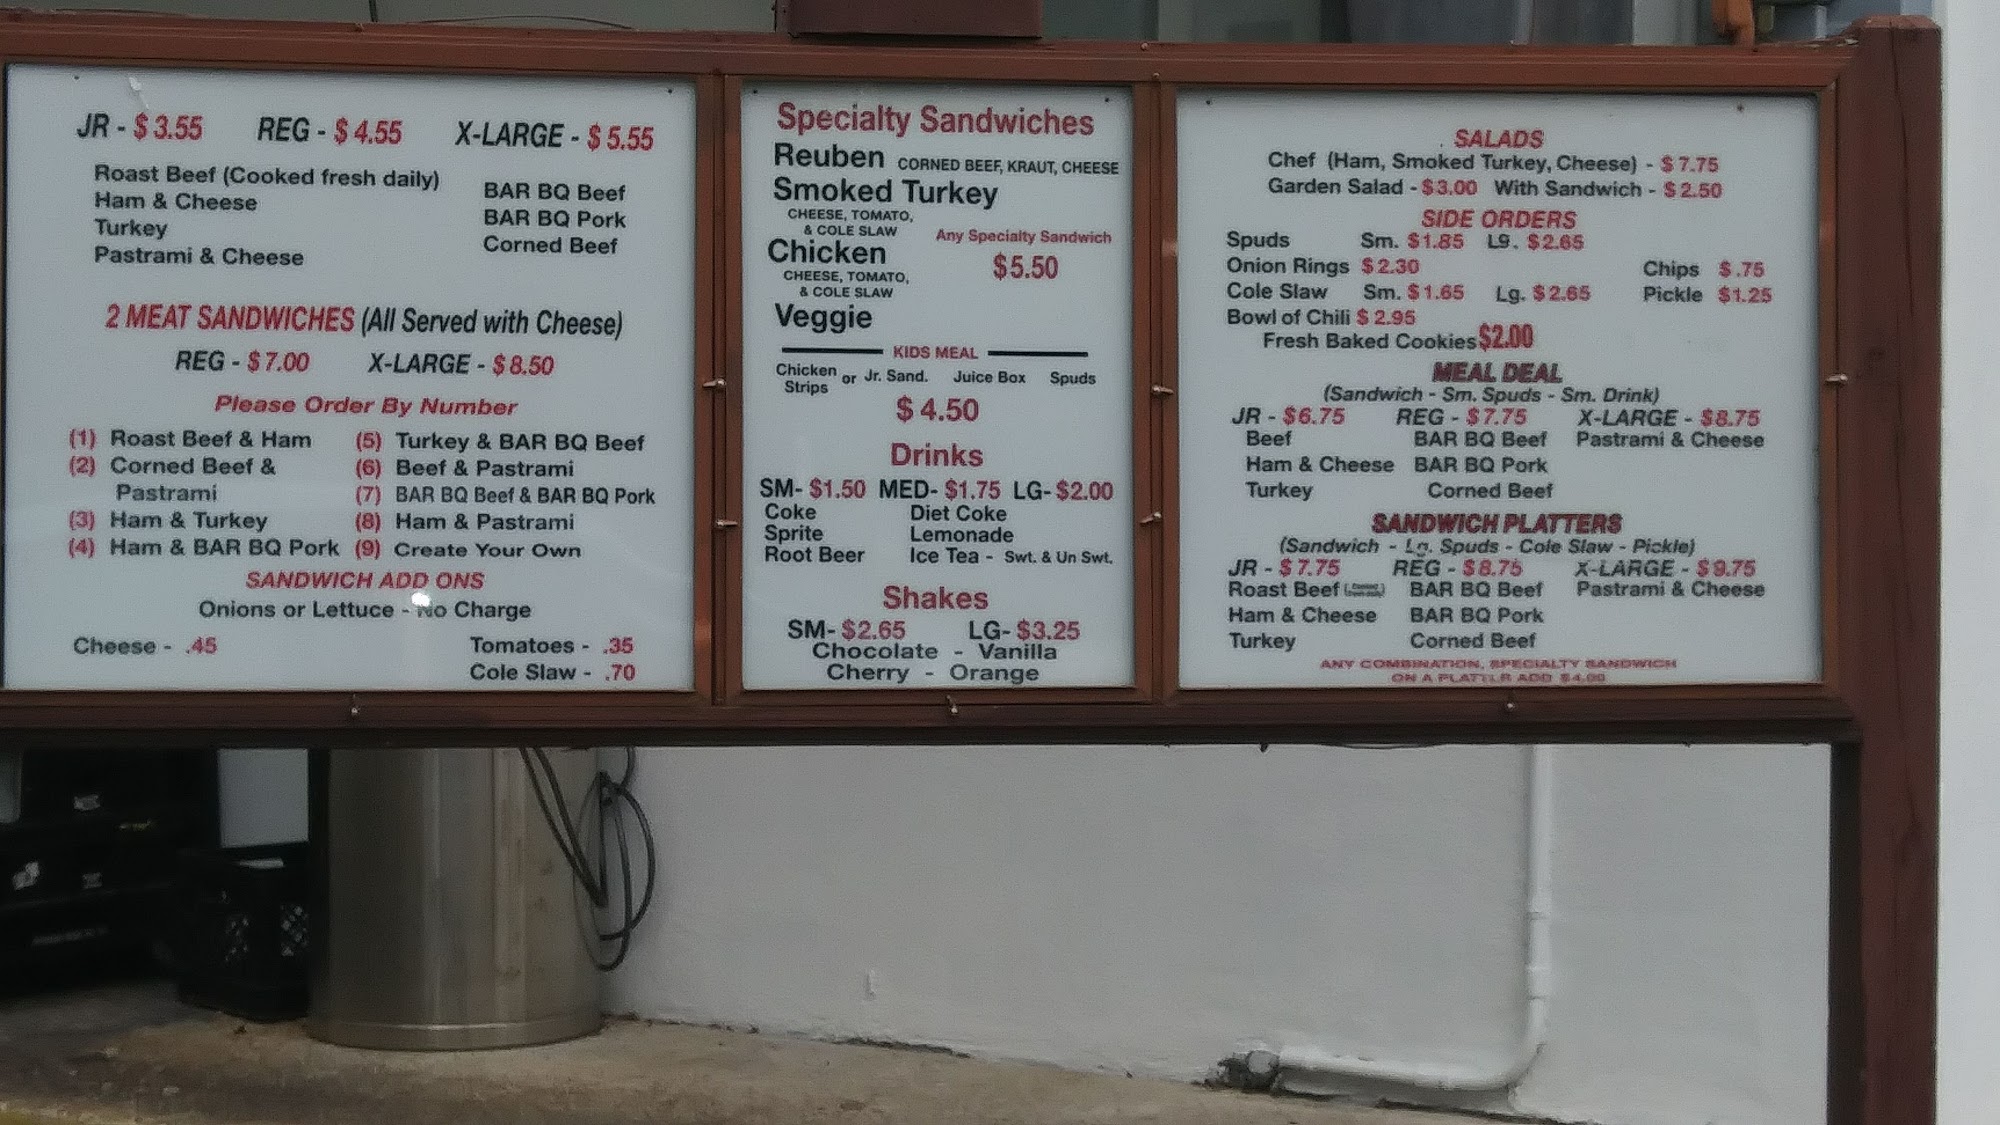 JR - $ 3.55 REG - $ 4.55 X-LARGE - $ 5.55
Roast Beef (Cooked fresh daily)
Ham & Cheese
Turkey
Pastrami & Cheese
BAR BQ Beef
BAR BQ Pork
Corned Beef
2 MEAT SANDWICHES (All Served with Cheese)
REG - $ 7.00 X-LARGE - $ 8.50
Please Order By Number
(1) Roast Beef & Ham
(2) Corned Beef &
Pastrami
(3) Ham & Turkey
(4) Ham & BAR BQ Pork
(5) Turkey & BAR BQ Beef
(6) Beef & Pastrami
(7) BAR BQ Beef & BAR BQ Pork
(8) Ham & Pastrami
(9) Create Your Own
SANDWICH ADD ONS
Onions or Lettuce - No Charge
Cheese - .45
Tomatoes - .35
Cole Slaw - .70
Specialty Sandwiches
Reuben CORNED BEEF, KRAUT, CHEESE
Smoked Turkey
CHEESE, TOMATO,
& COLE SLAW
Chicken
CHEESE, TOMATO,
& COLE SLAW
Any Specialty Sandwich
$5.50
Veggie
KIDS MEAL
Chicken Strips or Jr. Sand. Juice Box Spuds
$ 4.50
Drinks
SM- $1.50 MED- $1.75 LG- $2.00
Coke Diet Coke
Sprite Lemonade
Root Beer Ice Tea - Swt. & Un Swt.
Shakes
SM- $2.65 LG- $3.25
Chocolate - Vanilla
Cherry - Orange
SALADS
Chef (Ham, Smoked Turkey, Cheese) - $ 7.75
Garden Salad - $3.00 With Sandwich - $ 2.50
SIDE ORDERS
Spuds Sm. $1.85 Lg. $2.65
Onion Rings $ 2.30 Chips $ .75
Cole Slaw Sm. $1.65 Lg. $2.65 Pickle $1.25
Bowl of Chili $ 2.95
Fresh Baked Cookies $2.00
MEAL DEAL
(Sandwich - Sm. Spuds - Sm. Drink)
JR - $6.75 REG - $7.75 X-LARGE - $8.75
Beef BAR BQ Beef Pastrami & Cheese
Ham & Cheese BAR BQ Pork
Turkey Corned Beef
SANDWICH PLATTERS
(Sandwich - Lg. Spuds - Cole Slaw - Pickle)
JR - $ 7.75 REG - $ 8.75 X-LARGE - $ 9.75
Roast Beef BAR BQ Beef Pastrami & Cheese
Ham & Cheese BAR BQ Pork
Turkey Corned Beef
ANY COMBINATION, SPECIALTY SANDWICH
ON A PLATTER ADD $4.00